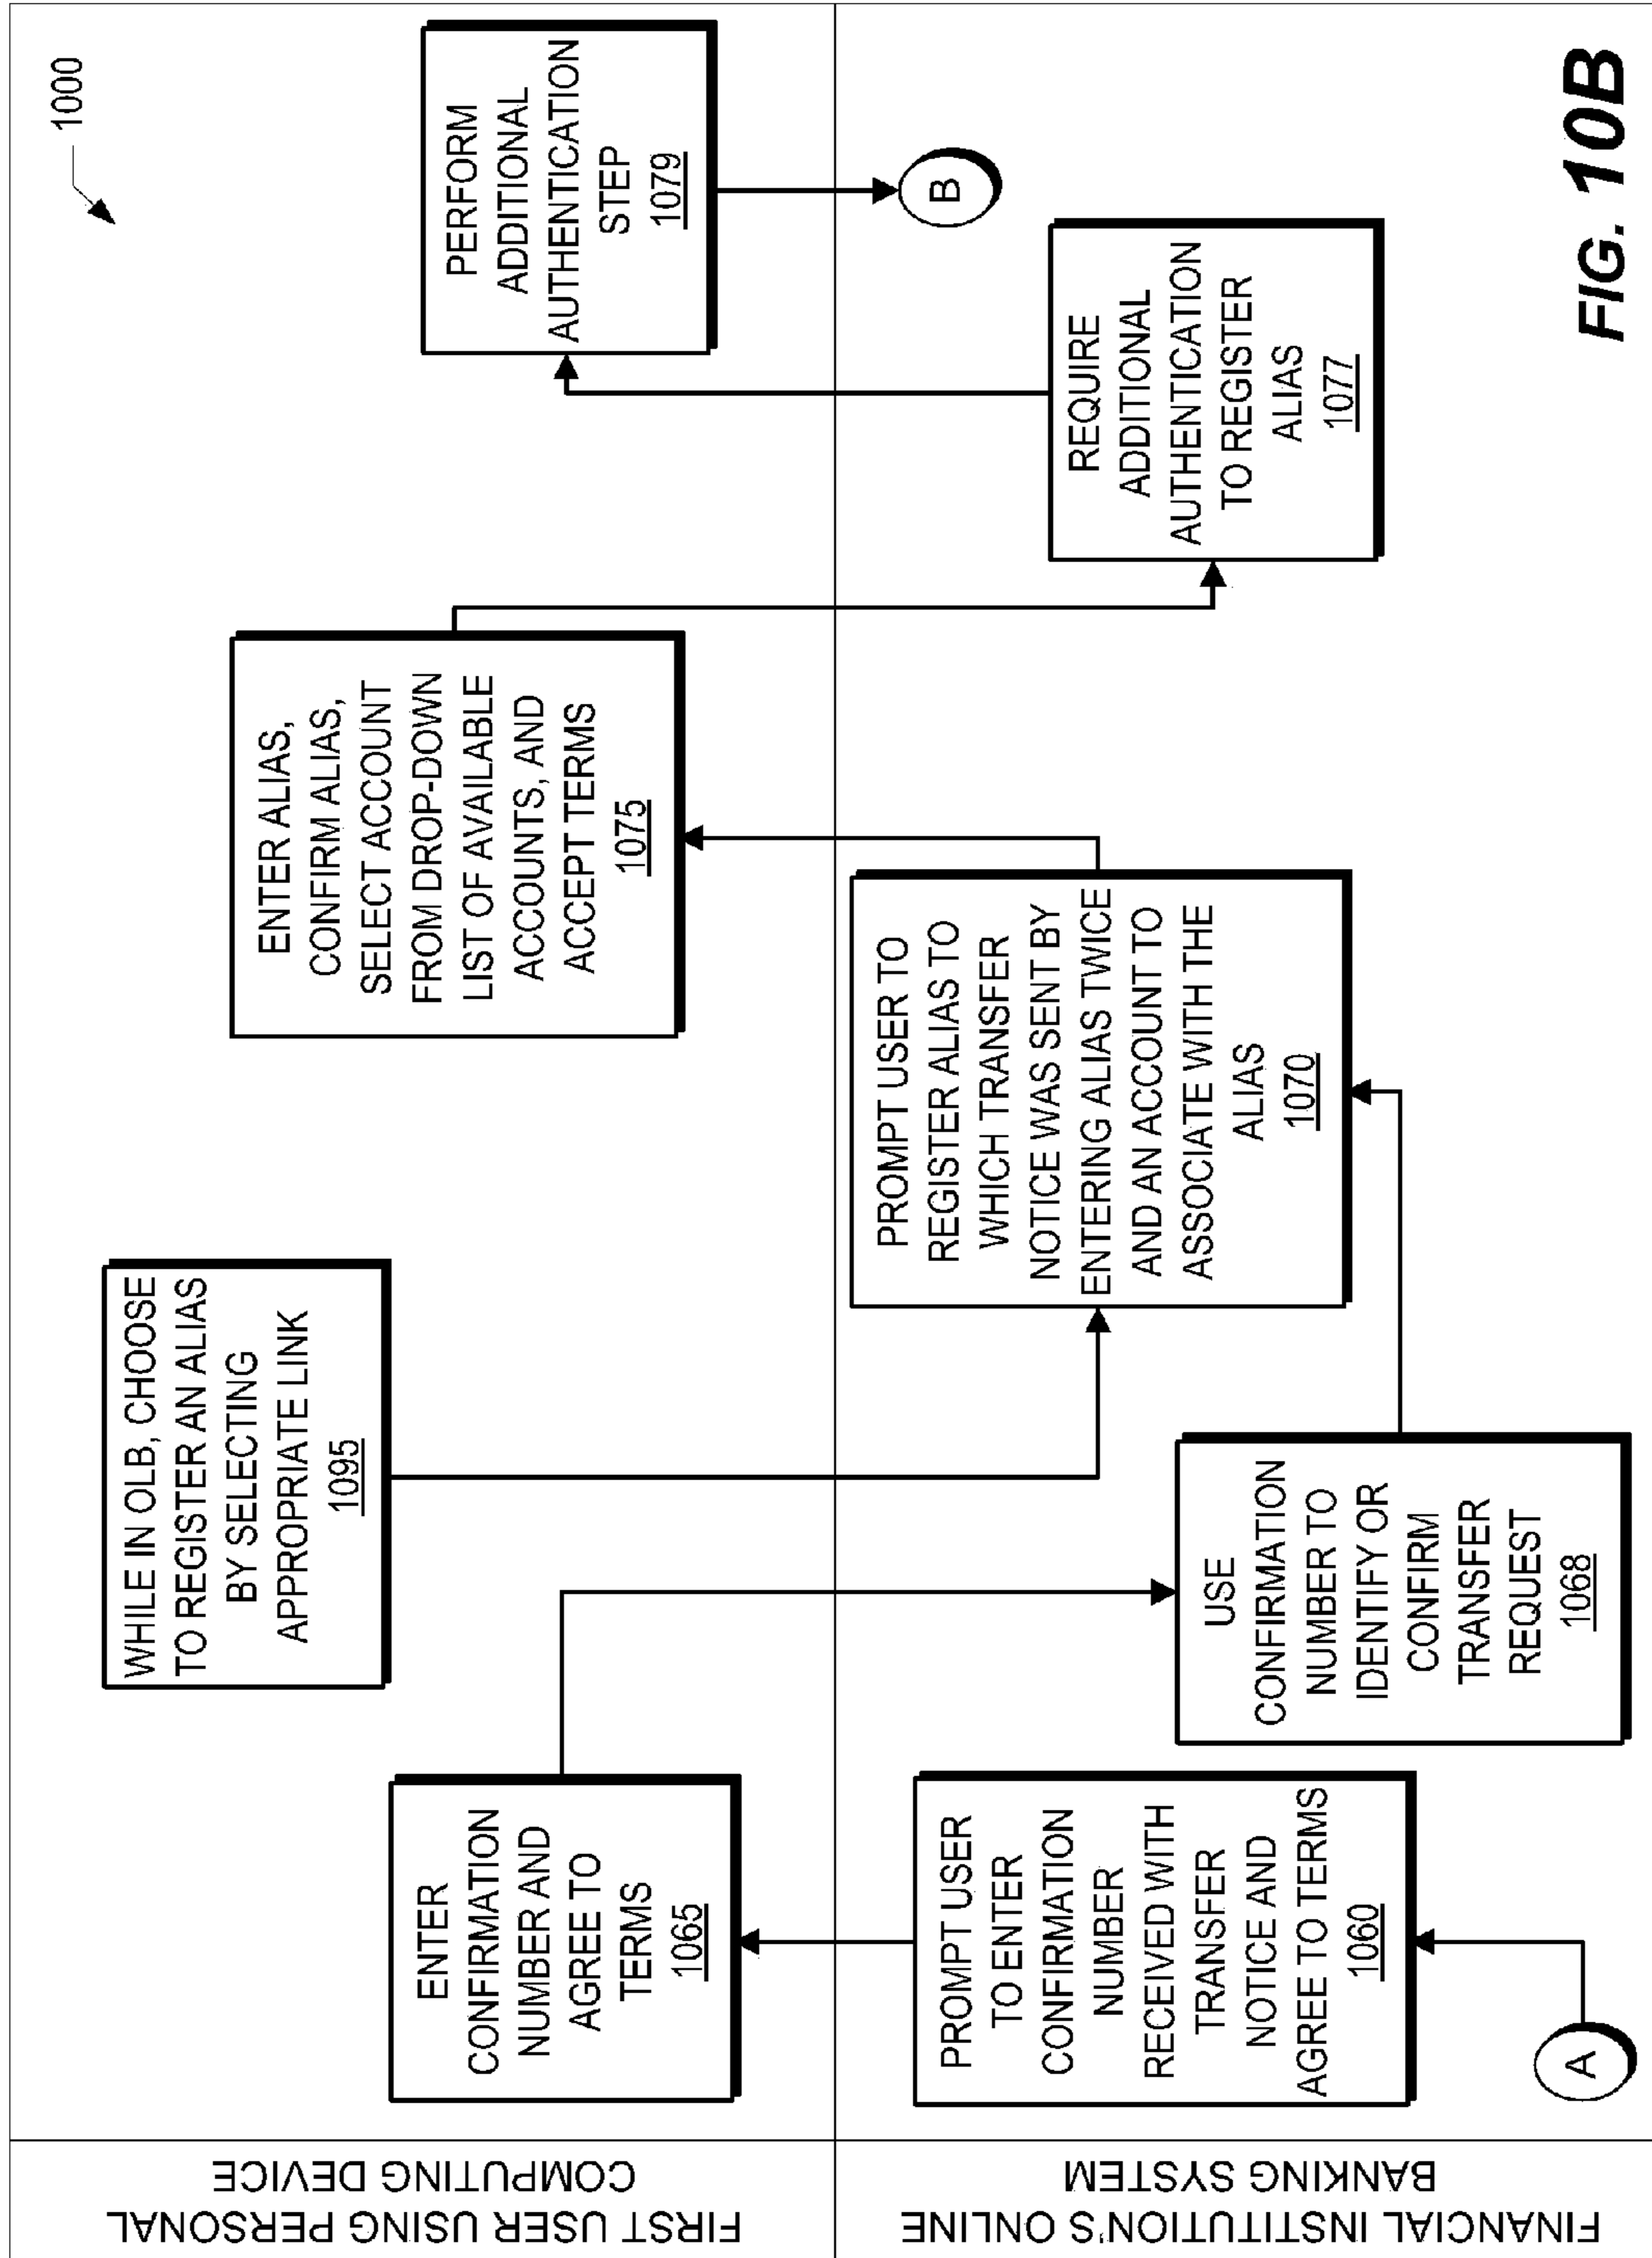 1000
FIRST USER USING PERSONAL
COMPUTING DEVICE
FINANCIAL INSTITUTION'S ONLINE
BANKING SYSTEM
WHILE IN OLB, CHOOSE
TO REGISTER AN ALIAS
BY SELECTING
APPROPRIATE LINK
1095
ENTER
CONFIRMATION
NUMBER AND
AGREE TO
TERMS
1065
ENTER ALIAS,
CONFIRM ALIAS,
SELECT ACCOUNT
FROM DROP-DOWN
LIST OF AVAILABLE
ACCOUNTS, AND
ACCEPT TERMS
1075
PERFORM
ADDITIONAL
AUTHENTICATION
STEP
1079
PROMPT USER
TO ENTER
CONFIRMATION
NUMBER
RECEIVED WITH
TRANSFER
NOTICE AND
AGREE TO TERMS
1060
USE
CONFIRMATION
NUMBER TO
IDENTIFY OR
CONFIRM
TRANSFER
REQUEST
1068
PROMPT USER TO
REGISTER ALIAS TO
WHICH TRANSFER
NOTICE WAS SENT BY
ENTERING ALIAS TWICE
AND AN ACCOUNT TO
ASSOCIATE WITH THE
ALIAS
1070
REQUIRE
ADDITIONAL
AUTHENTICATION
TO REGISTER
ALIAS
1077
B
A
FIG. 10B